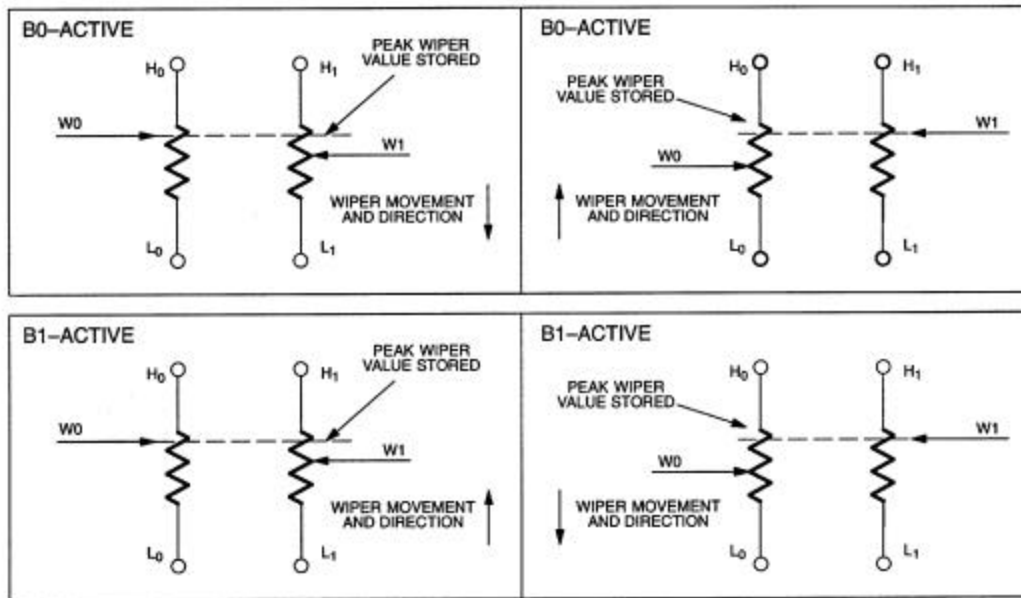 B0–ACTIVE
PEAK WIPER
VALUE STORED
H0
H1
W0
W1
WIPER MOVEMENT
AND DIRECTION
L0
L1
B0–ACTIVE
H0
H1
PEAK WIPER
VALUE STORED
W1
W0
WIPER MOVEMENT
AND DIRECTION
L0
L1
B1–ACTIVE
PEAK WIPER
VALUE STORED
H0
H1
W0
W1
WIPER MOVEMENT
AND DIRECTION
L0
L1
B1–ACTIVE
H0
H1
PEAK WIPER
VALUE STORED
W1
W0
WIPER MOVEMENT
AND DIRECTION
L0
L1